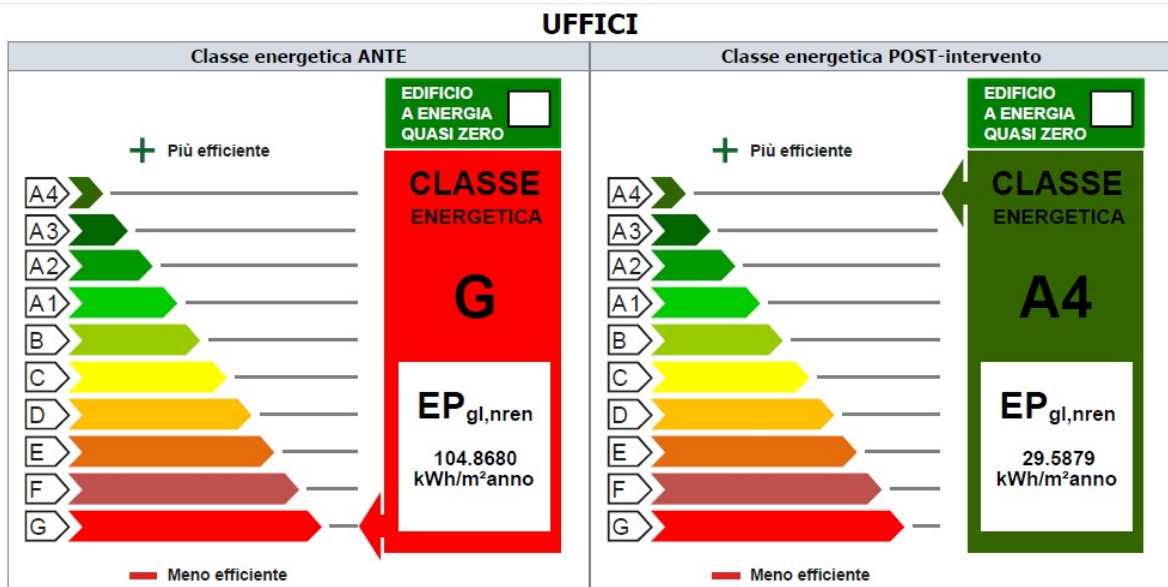 UFFICI
Classe energetica ANTE
EDIFICIO
A ENERGIA
QUASI ZERO
Più efficiente
CLASSE
ENERGETICA
G
EPgl,nren
104.8680
kWh/m²anno
A4
A3
A2
A1
B
C
D
E
F
G
Meno efficiente
Classe energetica POST-intervento
EDIFICIO
A ENERGIA
QUASI ZERO
Più efficiente
CLASSE
ENERGETICA
A4
EPgl,nren
29.5879
kWh/m²anno
A4
A3
A2
A1
B
C
D
E
F
G
Meno efficiente